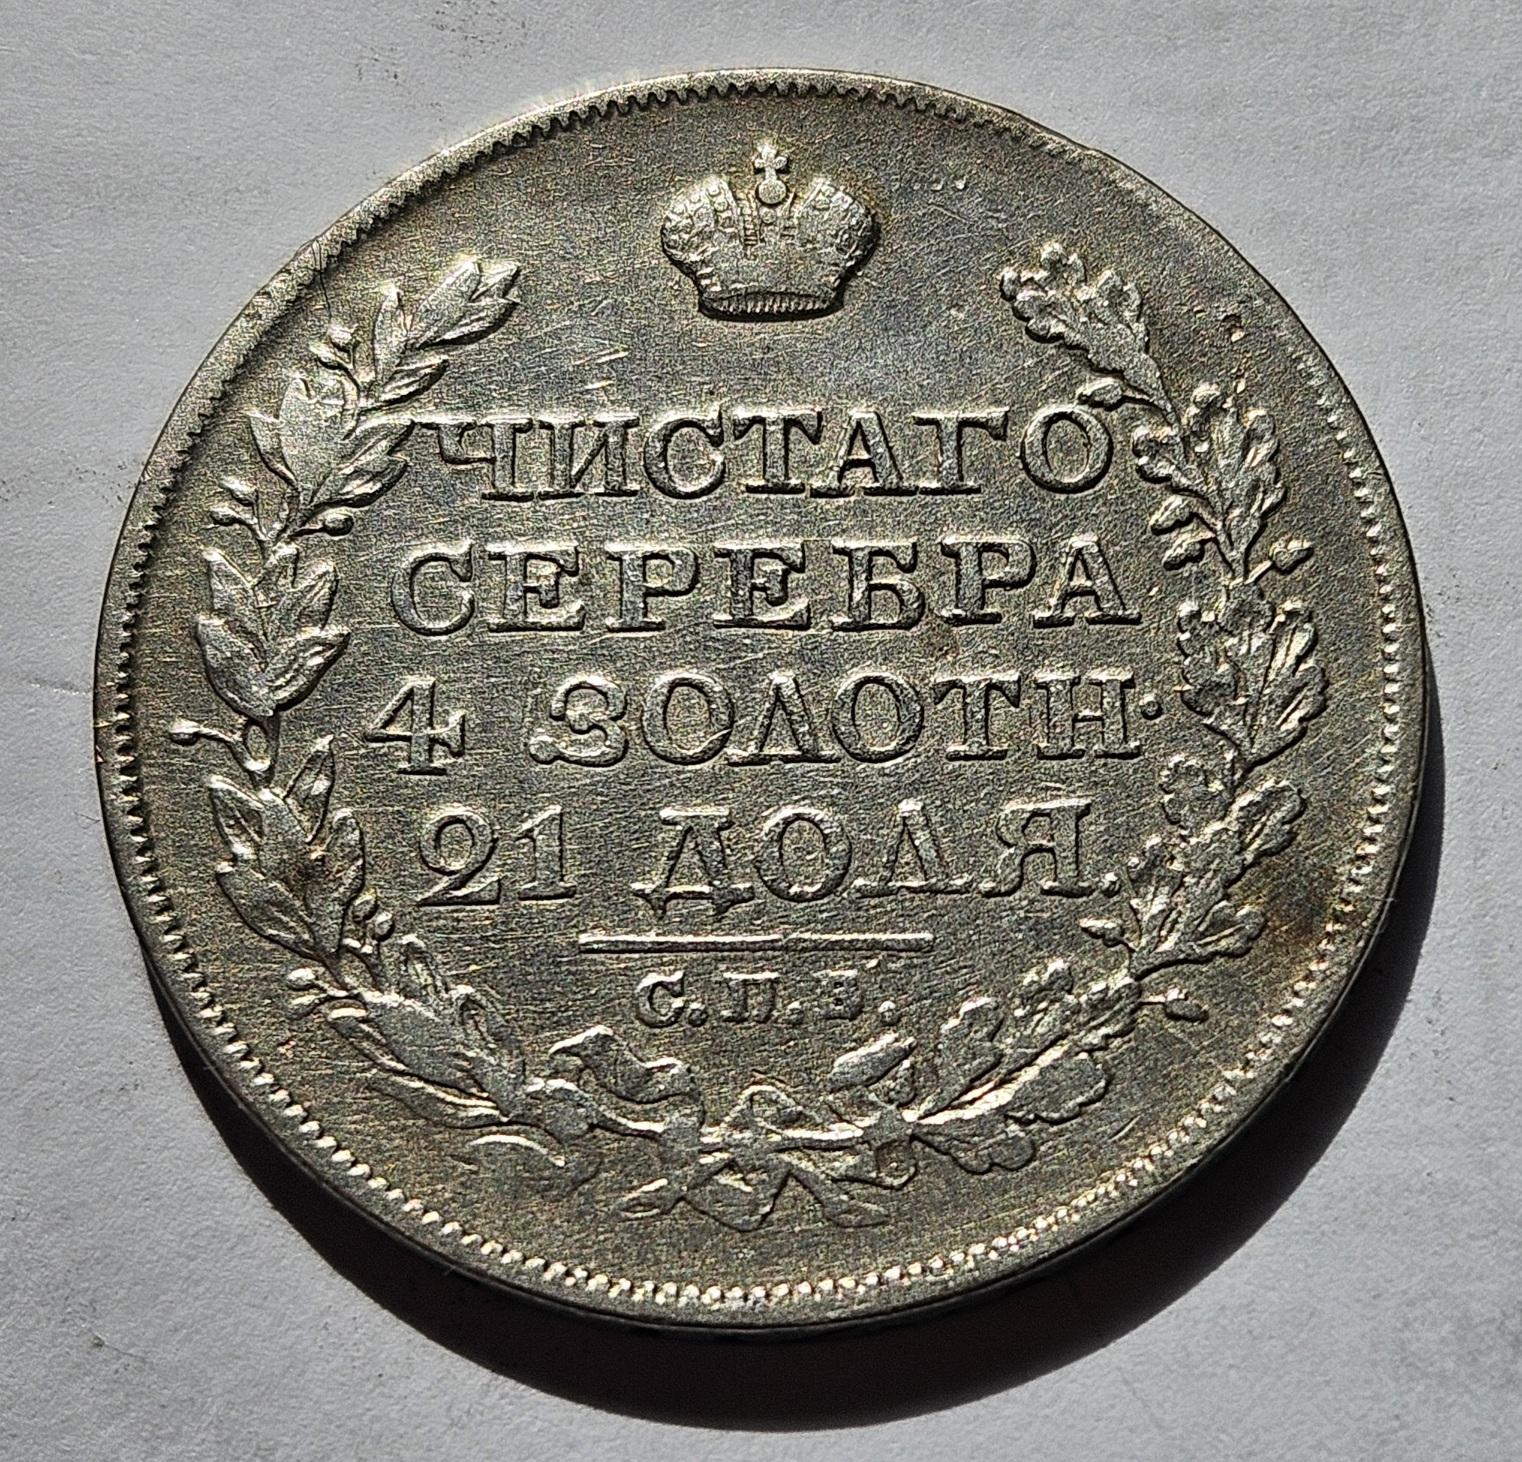 ЧИСТАГО
СЕРЕБРА
4 ЗОЛОТН.
21 ДОЛЯ.
С.П.Б.